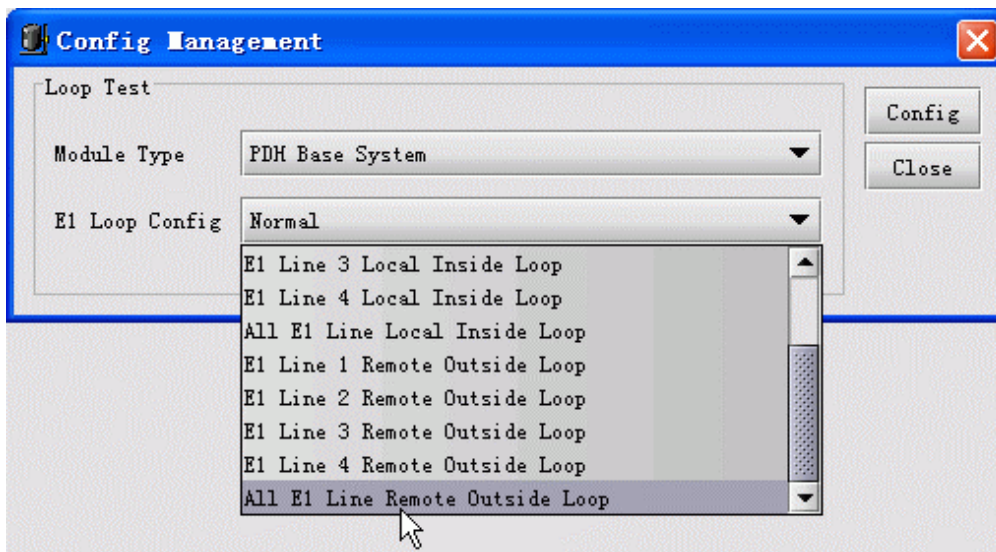 Config Management
Loop Test
Config
Module Type PDH Base System
Close
E1 Loop Config Normal
E1 Line 3 Local Inside Loop
E1 Line 4 Local Inside Loop
All E1 Line Local Inside Loop
E1 Line 1 Remote Outside Loop
E1 Line 2 Remote Outside Loop
E1 Line 3 Remote Outside Loop
E1 Line 4 Remote Outside Loop
All E1 Line Remote Outside Loop